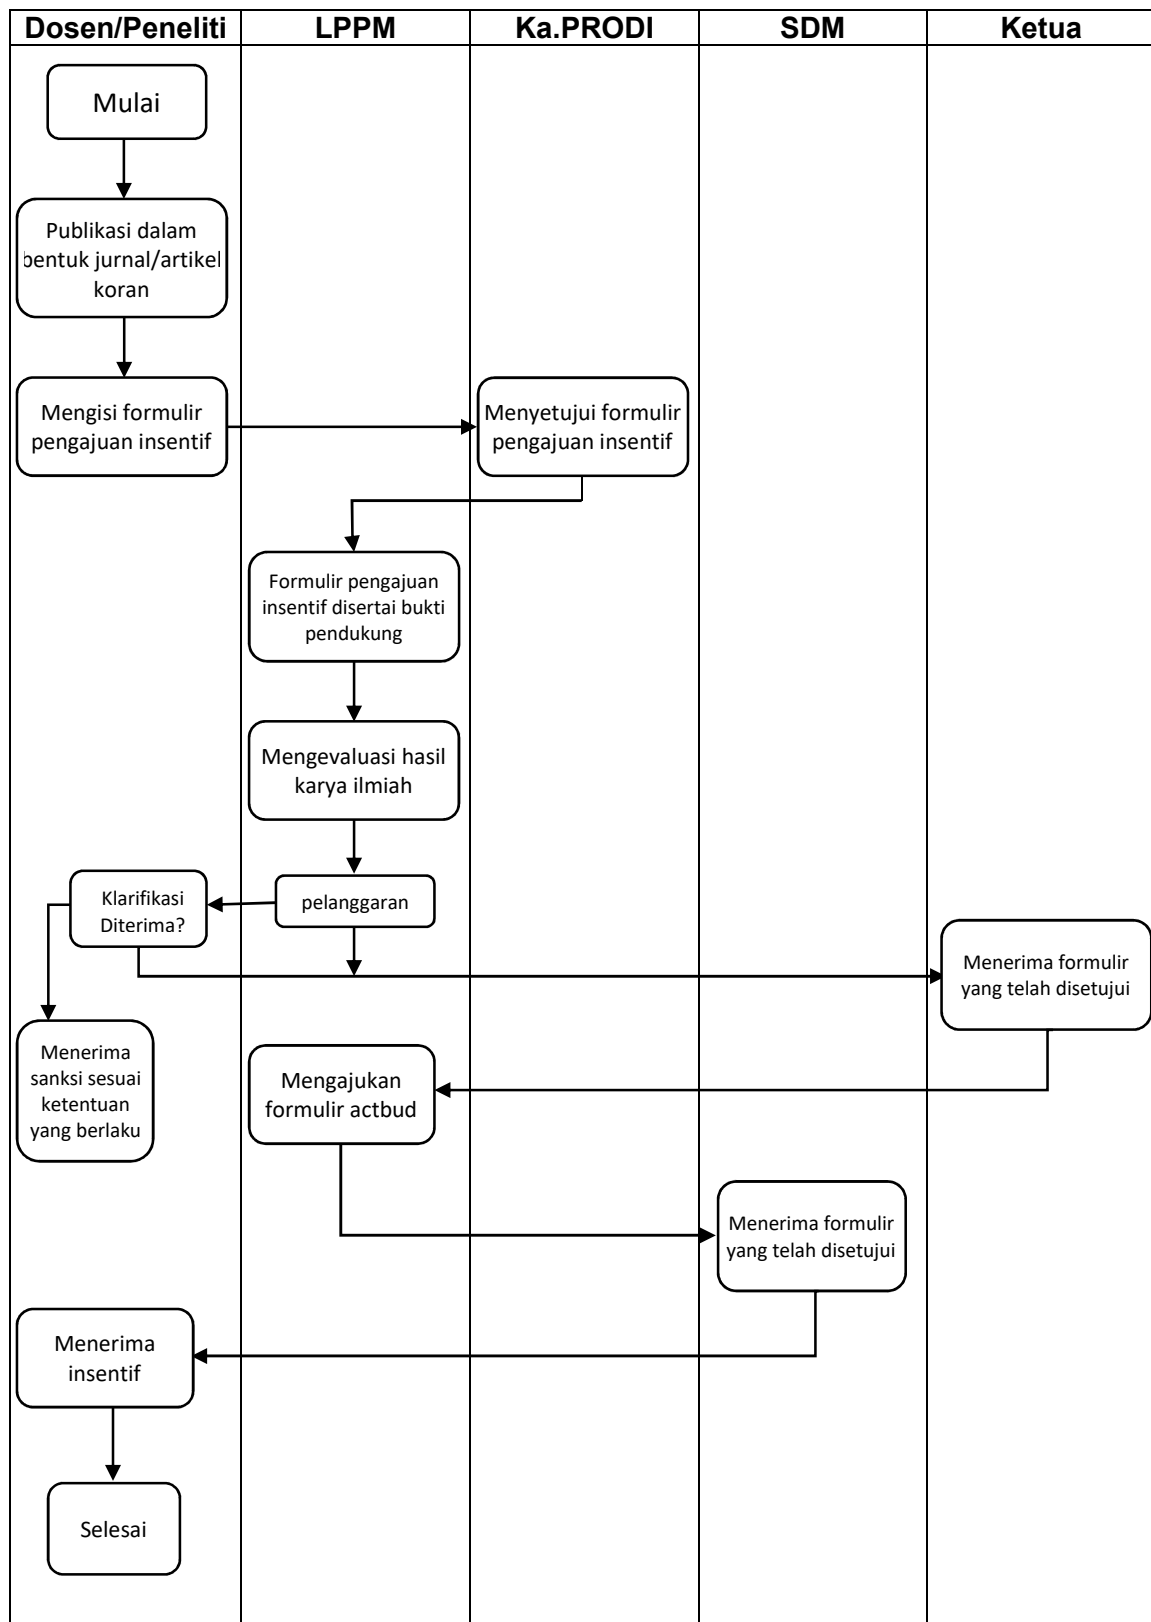 Dosen/Peneliti
LPPM
Ka.PRODI
SDM
Ketua
Mulai
Publikasi dalam
bentuk jurnal/artikel
koran
Mengisi formulir
pengajuan insentif
Menyetujui formulir
pengajuan insentif
Formulir pengajuan
insentif disertai bukti
pendukung
Mengevaluasi hasil
karya ilmiah
Klarifikasi
Diterima?
pelanggaran
Menerima formulir
yang telah disetujui
Menerima
sanksi sesuai
ketentuan
yang berlaku
Mengajukan
formulir actbud
Menerima formulir
yang telah disetujui
Menerima
insentif
Selesai